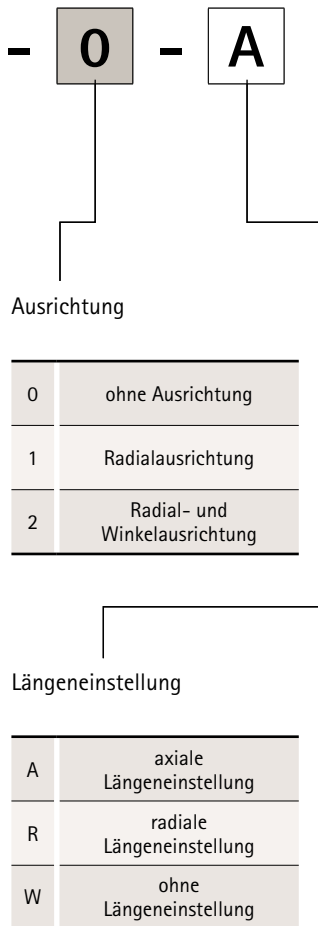 - 0 - A
Ausrichtung
0 ohne Ausrichtung
1 Radialausrichtung
2 Radial- und
Winkelausrichtung
Längeneinstellung
A axiale
Längeneinstellung
R radiale
Längeneinstellung
W ohne
Längeneinstellung